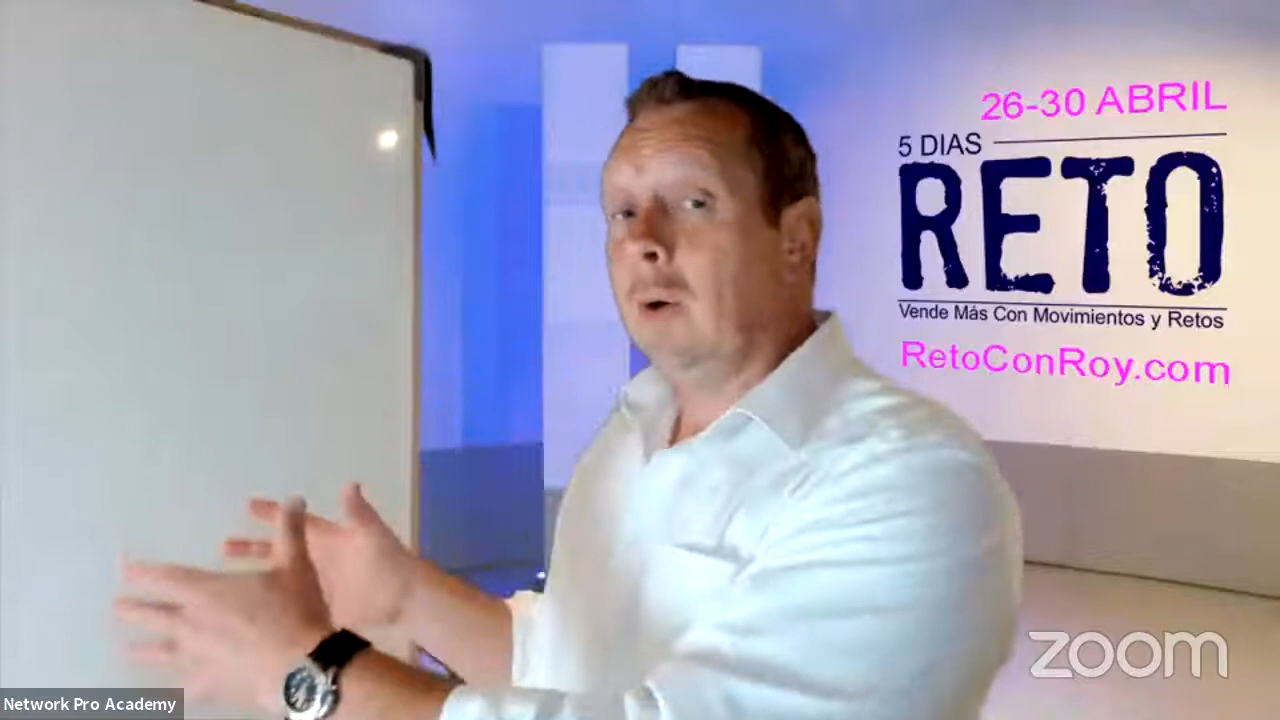 26-30 ABRIL
5 DIAS
RETO
Vende Más Con Movimientos y Retos
RetoConRoy.com
zoom
Network Pro Academy